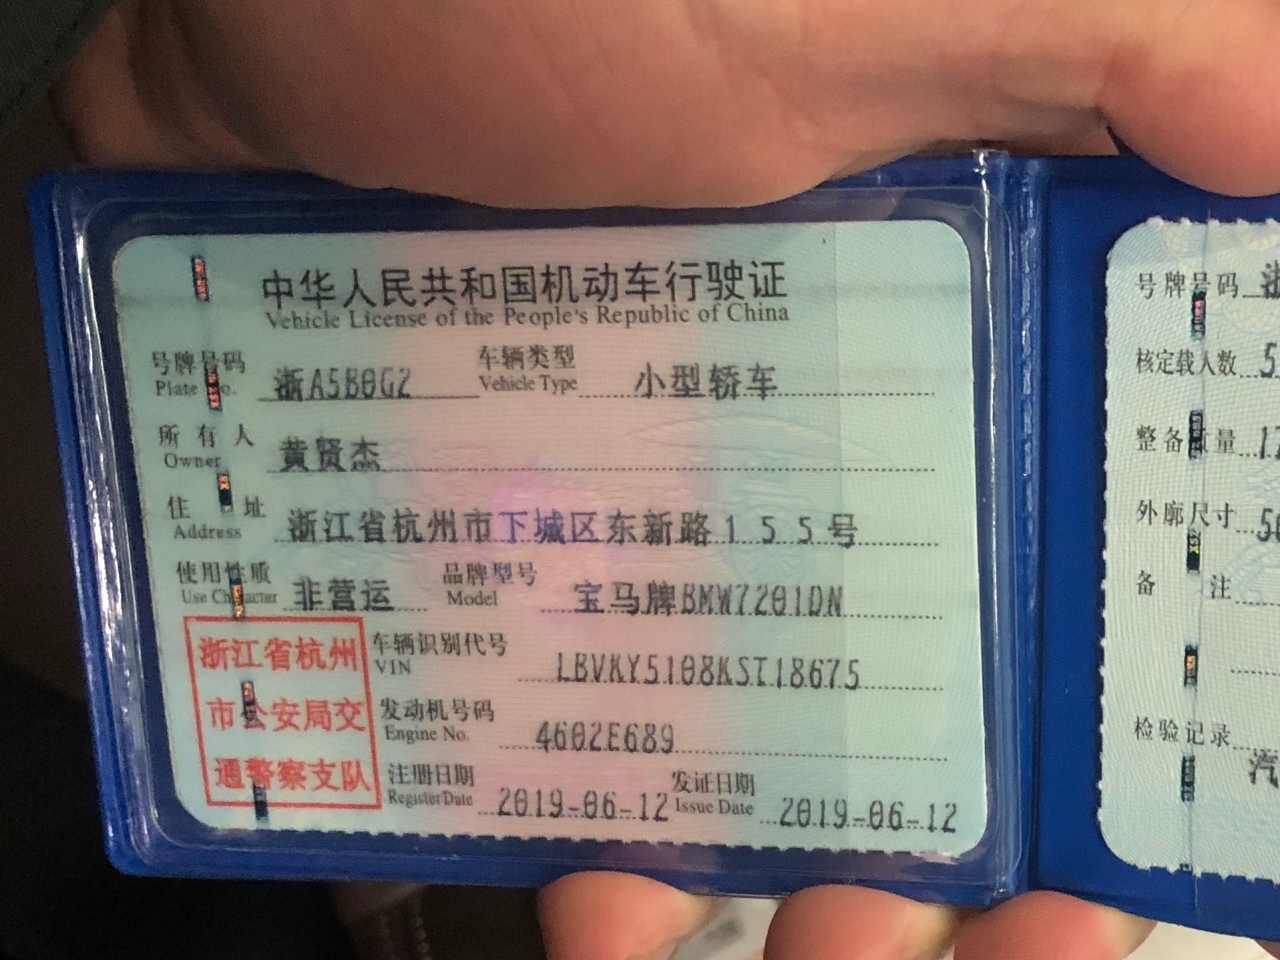 中华人民共和国机动车行驶证
Vehicle License of the People's Republic of China
号牌号码 浙A5B0G2 车辆类型 小型轿车
Plate No. Vehicle Type
所有人 黄贤杰
Owner
住址 浙江省杭州市下城区东新路155号
Address
使用性质 非营运 品牌型号 宝马牌BMW7201DN
Use Character Model
浙江省杭州
市公安局交
通警察支队
车辆识别代号 LBVKY5108KST18675
VIN
发动机号码 4602E689
Engine No.
注册日期 2019-06-12 发证日期 2019-06-12
Register Date Issue Date
号牌号码 浙
核定载人数 5
整备质量 17
外廓尺寸
备注
检验记录
汽